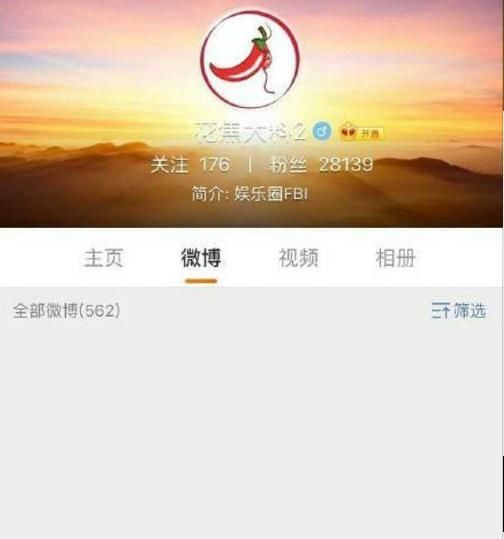 花焦大料2
开通
关注 176 | 粉丝 28139
简介: 娱乐圈FBI
主页 微博 视频 相册
全部微博(562) 筛选